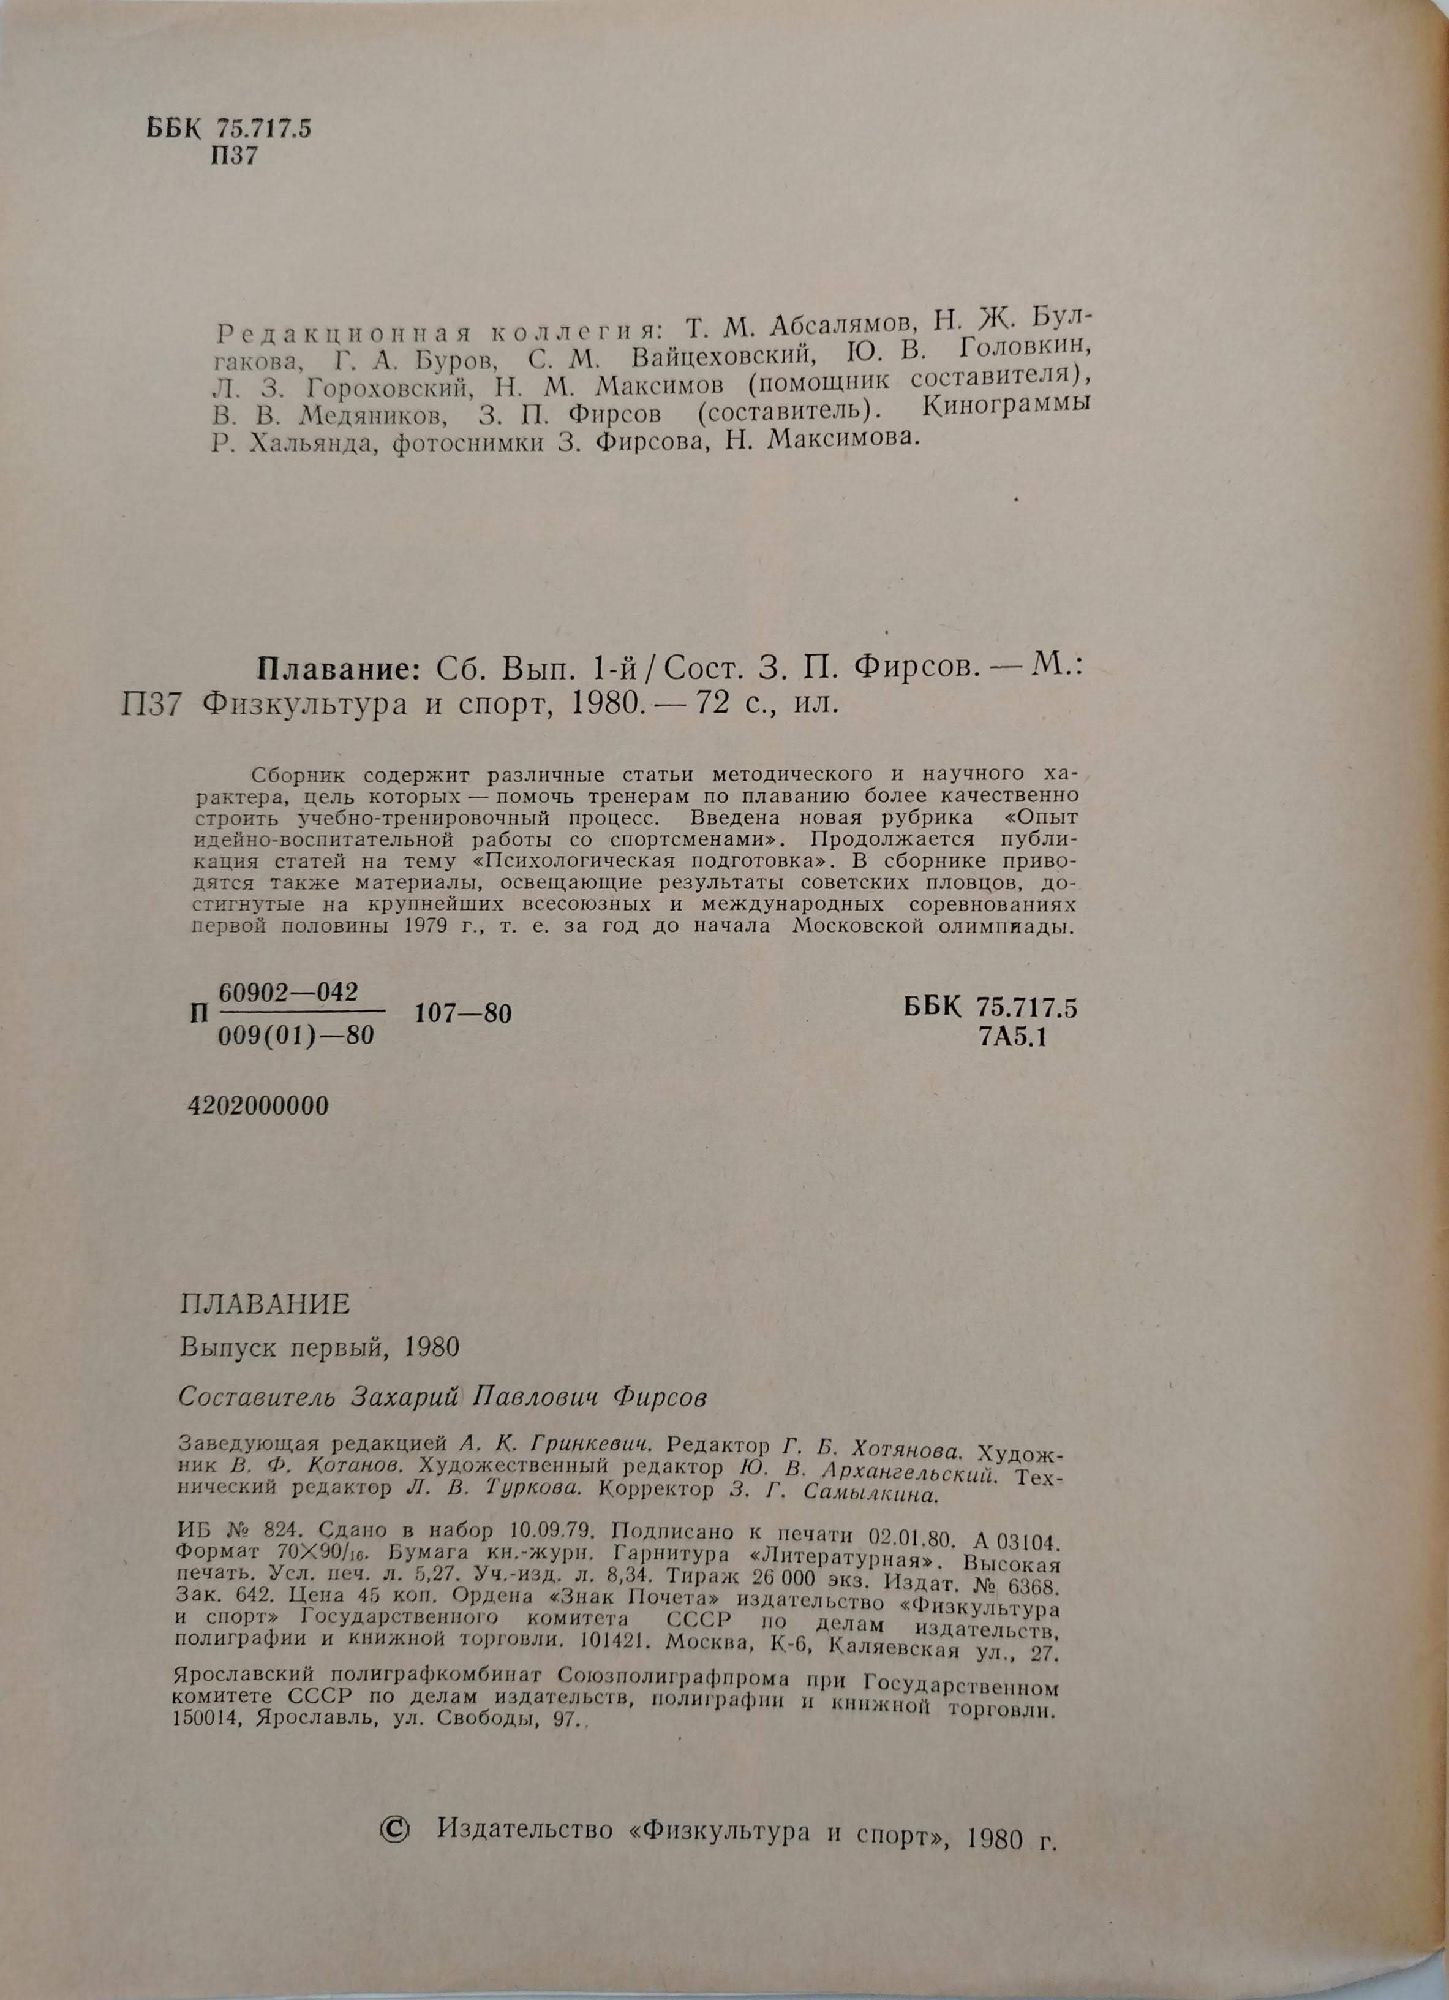 ББК 75.717.5
П37
Редакционная коллегия: Т. М. Абсалямов, Н. Ж. Бул-
гакова, Г. А. Буров, С. М. Вайцеховский, Ю. В. Головкин,
Л. З. Гороховский, Н. М. Максимов (помощник составителя),
В. В. Медяников, З. П. Фирсов (составитель). Кинограммы
Р. Хальянда, фотоснимки З. Фирсова, Н. Максимова.
Плавание: Сб. Вып. 1-й / Сост. З. П. Фирсов. — М.:
П37 Физкультура и спорт, 1980. — 72 с., ил.
Сборник содержит различные статьи методического и научного ха-
рактера, цель которых — помочь тренерам по плаванию более качественно
строить учебно-тренировочный процесс. Введена новая рубрика «Опыт
идейно-воспитательной работы со спортсменами». Продолжается публи-
кация статей на тему «Психологическая подготовка». В сборнике приво-
дятся также материалы, освещающие результаты советских пловцов, до-
стигнутые на крупнейших всесоюзных и международных соревнованиях
первой половины 1979 г., т. е. за год до начала Московской олимпиады.
60902—042
П 107—80
009(01)—80
ББК 75.717.5
7А5.1
4202000000
ПЛАВАНИЕ
Выпуск первый, 1980
Составитель Захарий Павлович Фирсов
Заведующая редакцией А. К. Гринкевич. Редактор Г. Б. Хотянова. Худож-
ник В. Ф. Котанов. Художественный редактор Ю. В. Архангельский. Тех-
нический редактор Л. В. Туркова. Корректор З. Г. Самылкина.
ИБ № 824. Сдано в набор 10.09.79. Подписано к печати 02.01.80. А 03104.
Формат 70X90/16. Бумага кн.-журн. Гарнитура «Литературная». Высокая
печать. Усл. печ. л. 5,27. Уч.-изд. л. 8,34. Тираж 26 000 экз. Издат. № 6368.
Зак. 642. Цена 45 коп. Ордена «Знак Почета» издательство «Физкультура
и спорт» Государственного комитета СССР по делам издательств,
полиграфии и книжной торговли. 101421. Москва, К-6, Каляевская ул., 27.
Ярославский полиграфкомбинат Союзполиграфпрома при Государственном
комитете СССР по делам издательств, полиграфии и книжной торговли.
150014, Ярославль, ул. Свободы, 97.
© Издательство «Физкультура и спорт», 1980 г.